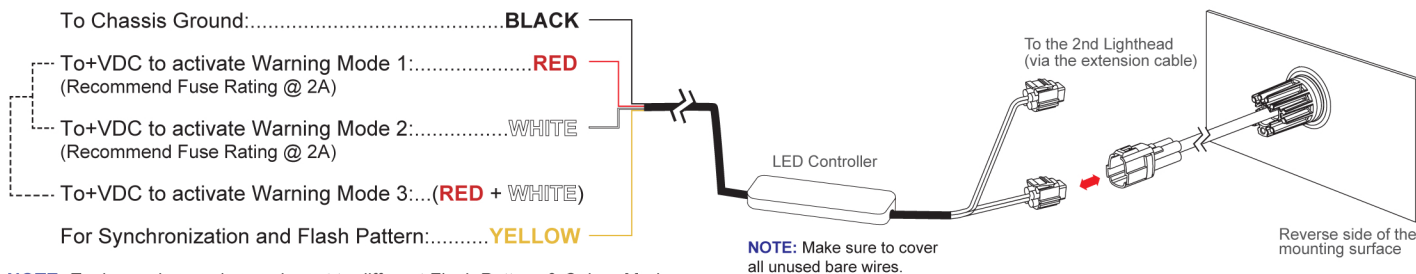 To Chassis Ground:......................................BLACK
To+VDC to activate Warning Mode 1:.....................RED
(Recommend Fuse Rating @ 2A)
To+VDC to activate Warning Mode 2:................WHITE
(Recommend Fuse Rating @ 2A)
To+VDC to activate Warning Mode 3:...(RED + WHITE)
For Synchronization and Flash Pattern:..........YELLOW
LED Controller
NOTE: Make sure to cover
all unused bare wires.
To the 2nd Lighthead
(via the extension cable)
Reverse side of the
mounting surface